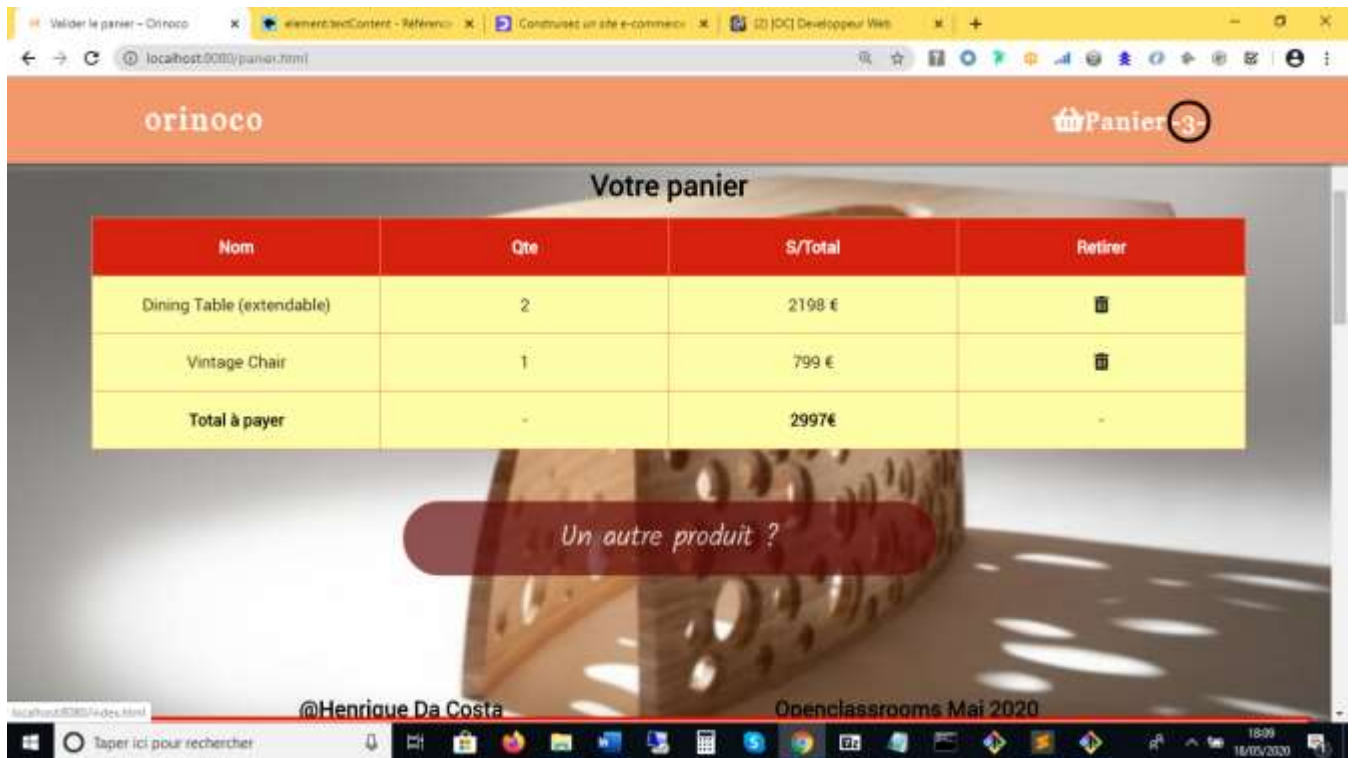 Valider le panier – Orinoco
element.textContent - Référenc
Construisez un site e-commerce
(2) [OC] Developpeur Web
localhost:8080/panier.html
orinoco
Panier -3-
Votre panier
Nom Qte S/Total Retirer
Dining Table (extendable) 2 2198 €
Vintage Chair 1 799 €
Total à payer - 2997€ -
Un autre produit ?
@Henrique Da Costa Openclassrooms Mai 2020
localhost:8080/index.html
Taper ici pour rechercher
18:09
18/05/2020